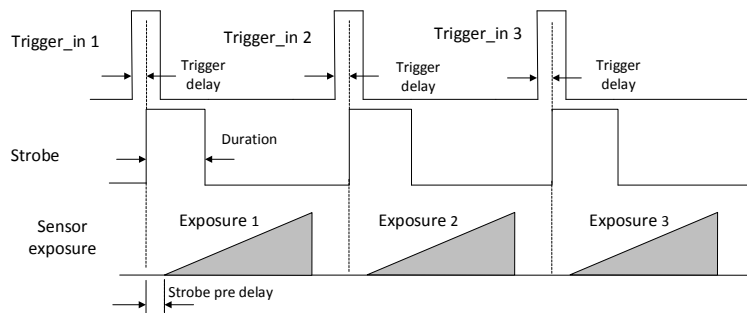 Trigger_in 1
Trigger_in 2
Trigger_in 3
Trigger
delay
Trigger
delay
Trigger
delay
Strobe
Duration
Sensor
exposure
Exposure 1
Exposure 2
Exposure 3
Strobe pre delay